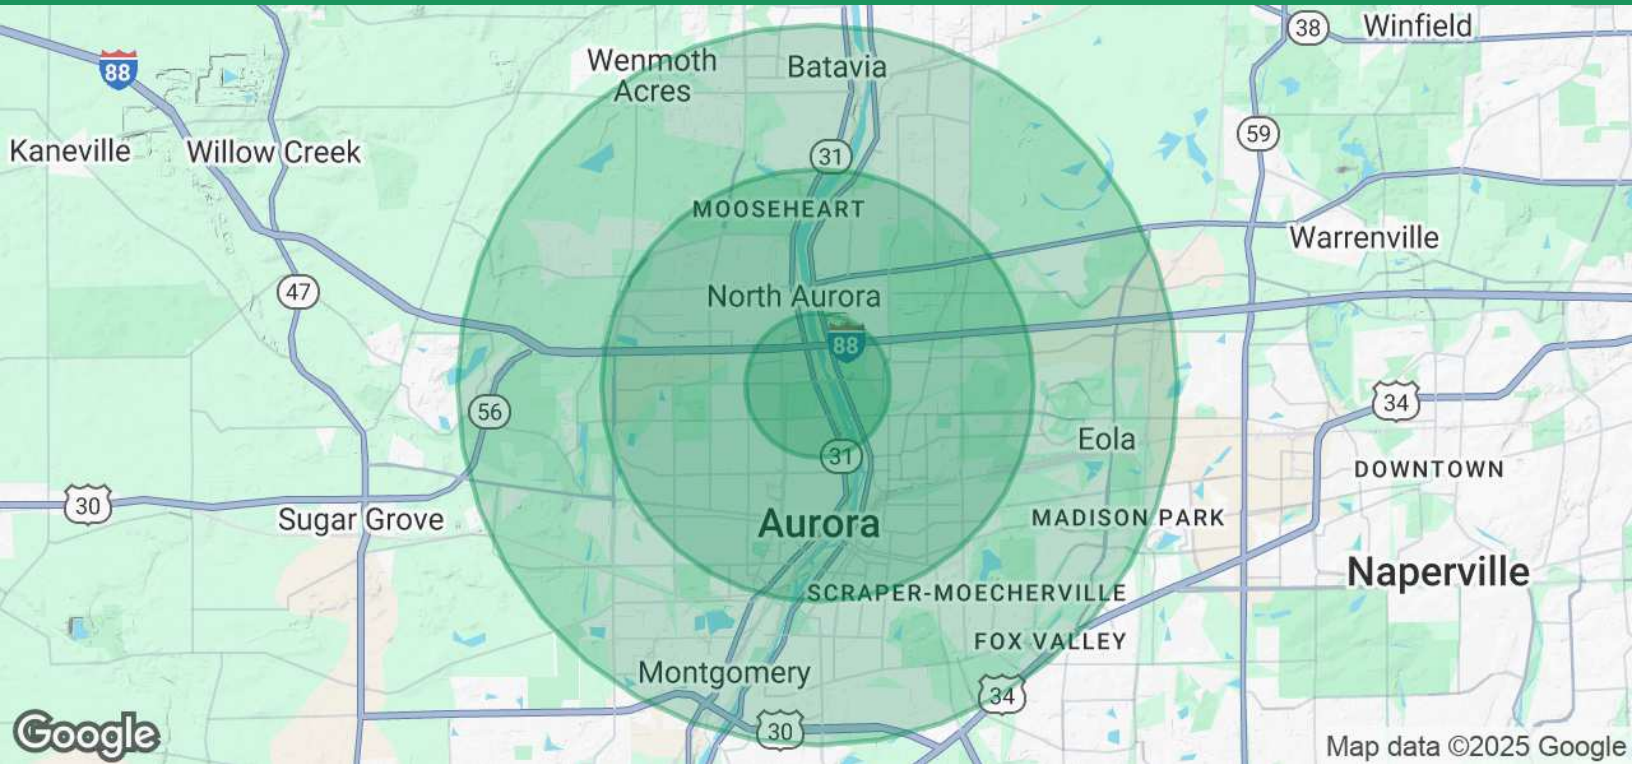 38
Winfield
Wenmoth
Acres
Batavia
88
59
Kaneville
Willow Creek
31
MOOSEHEART
Warrenville
47
North Aurora
88
34
56
Eola
31
DOWNTOWN
30
Sugar Grove
Aurora
MADISON PARK
Naperville
SCRAPER-MOECHERVILLE
FOX VALLEY
Montgomery
34
30
Google
Map data ©2025 Google